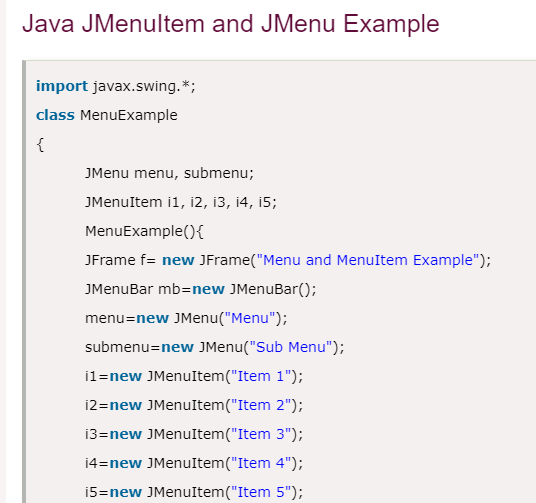 Java JMenuItem and JMenu Example
import javax.swing.*;
class MenuExample
{
JMenu menu, submenu;
JMenuItem i1, i2, i3, i4, i5;
MenuExample(){
JFrame f= new JFrame("Menu and MenuItem Example");
JMenuBar mb=new JMenuBar();
menu=new JMenu("Menu");
submenu=new JMenu("Sub Menu");
i1=new JMenuItem("Item 1");
i2=new JMenuItem("Item 2");
i3=new JMenuItem("Item 3");
i4=new JMenuItem("Item 4");
i5=new JMenuItem("Item 5");